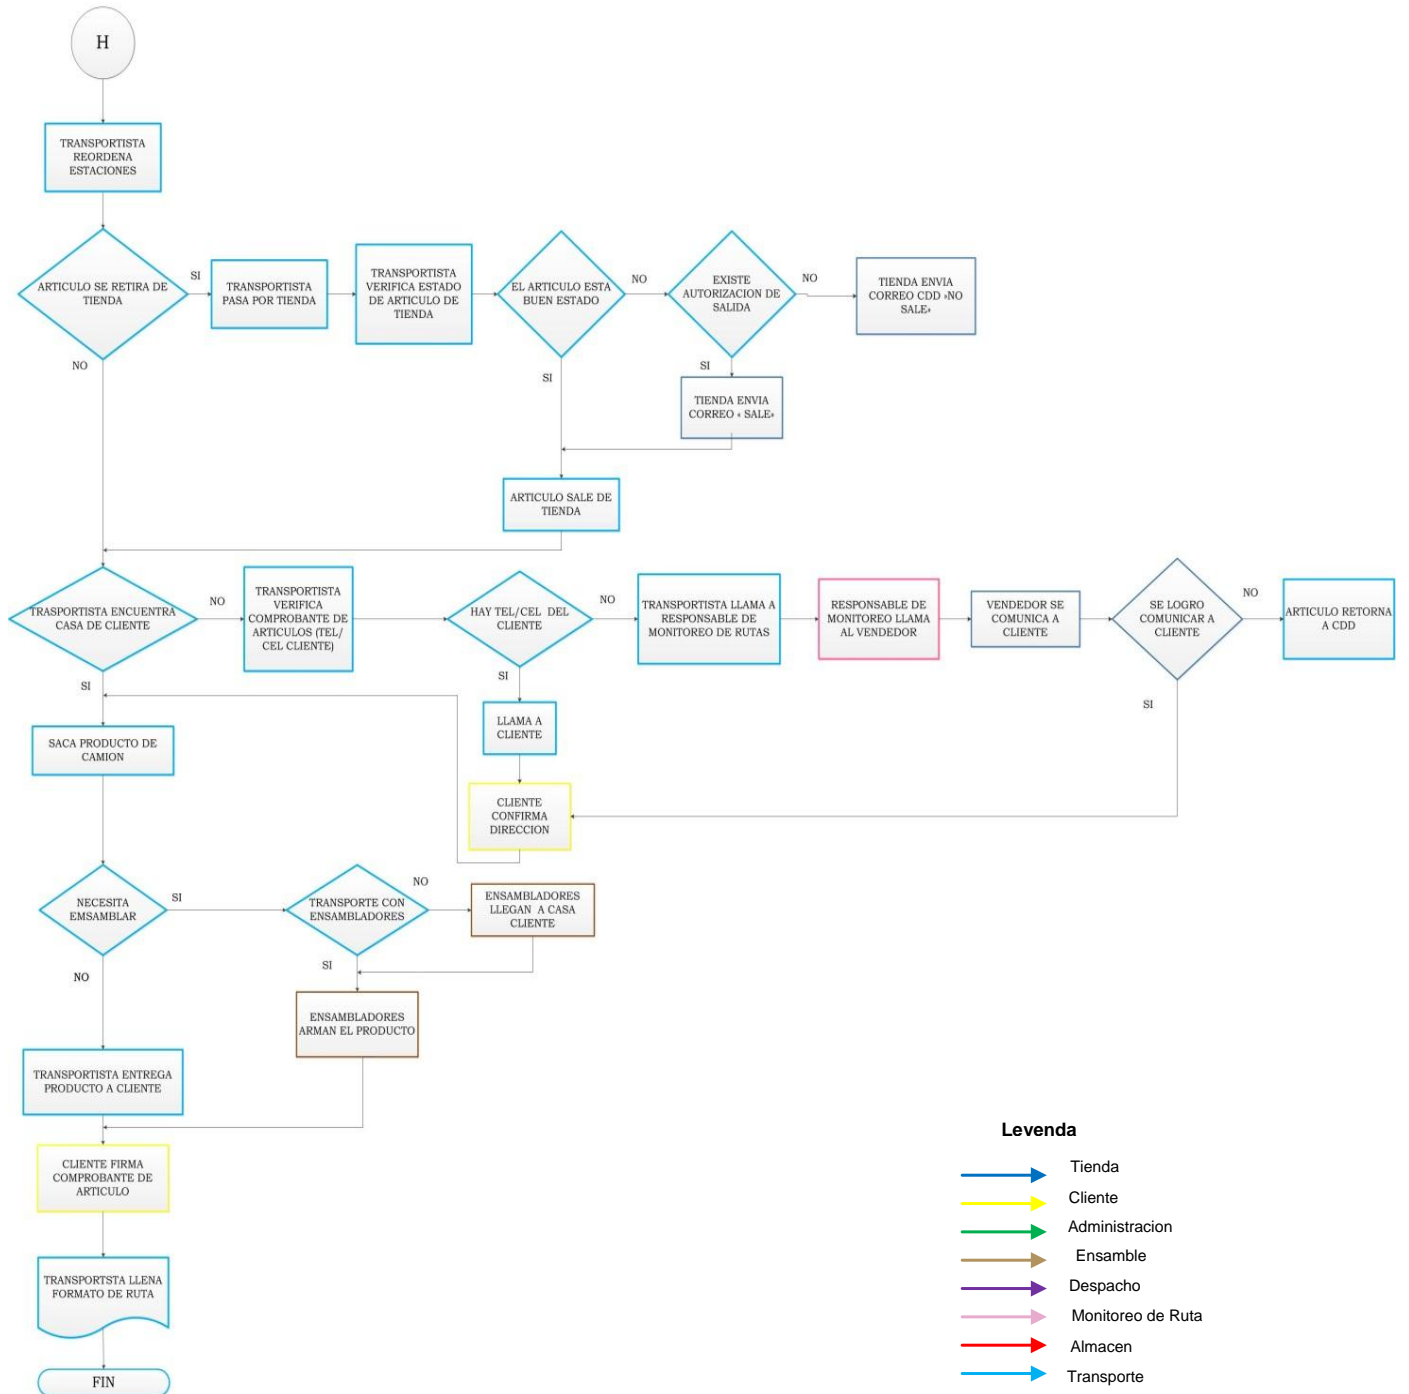 H
TRANSPORTISTA
REORDENA
ESTACIONES
ARTICULO SE RETIRA DE
TIENDA
SI
NO
TRANSPORTISTA
PASA POR TIENDA
TRANSPORTISTA
VERIFICA ESTADO
DE ARTICULO DE
TIENDA
EL ARTICULO ESTA
BUEN ESTADO
NO
SI
EXISTE
AUTORIZACION DE
SALIDA
NO
SI
TIENDA ENVIA
CORREO CDD «NO
SALE»
TIENDA ENVIA
CORREO « SALE»
ARTICULO SALE DE
TIENDA
TRASPORTISTA ENCUENTRA
CASA DE CLIENTE
NO
SI
TRANSPORTISTA
VERIFICA
COMPROBANTE DE
ARTICULOS (TEL/
CEL CLIENTE)
HAY TEL/CEL DEL
CLIENTE
NO
SI
TRANSPORTISTA LLAMA A
RESPONSABLE DE
MONITOREO DE RUTAS
RESPONSABLE DE
MONITOREO LLAMA
AL VENDEDOR
VENDEDOR SE
COMUNICA A
CLIENTE
SE LOGRO
COMUNICAR A
CLIENTE
NO
SI
ARTICULO RETORNA
A CDD
LLAMA A
CLIENTE
CLIENTE
CONFIRMA
DIRECCION
SACA PRODUCTO DE
CAMION
NECESITA
EMSAMBLAR
SI
NO
TRANSPORTE CON
ENSAMBLADORES
NO
SI
ENSAMBLADORES
LLEGAN A CASA
CLIENTE
ENSAMBLADORES
ARMAN EL PRODUCTO
TRANSPORTISTA ENTREGA
PRODUCTO A CLIENTE
CLIENTE FIRMA
COMPROBANTE DE
ARTICULO
TRANSPORTSTA LLENA
FORMATO DE RUTA
FIN
Levenda
Tienda
Cliente
Administracion
Ensamble
Despacho
Monitoreo de Ruta
Almacen
Transporte